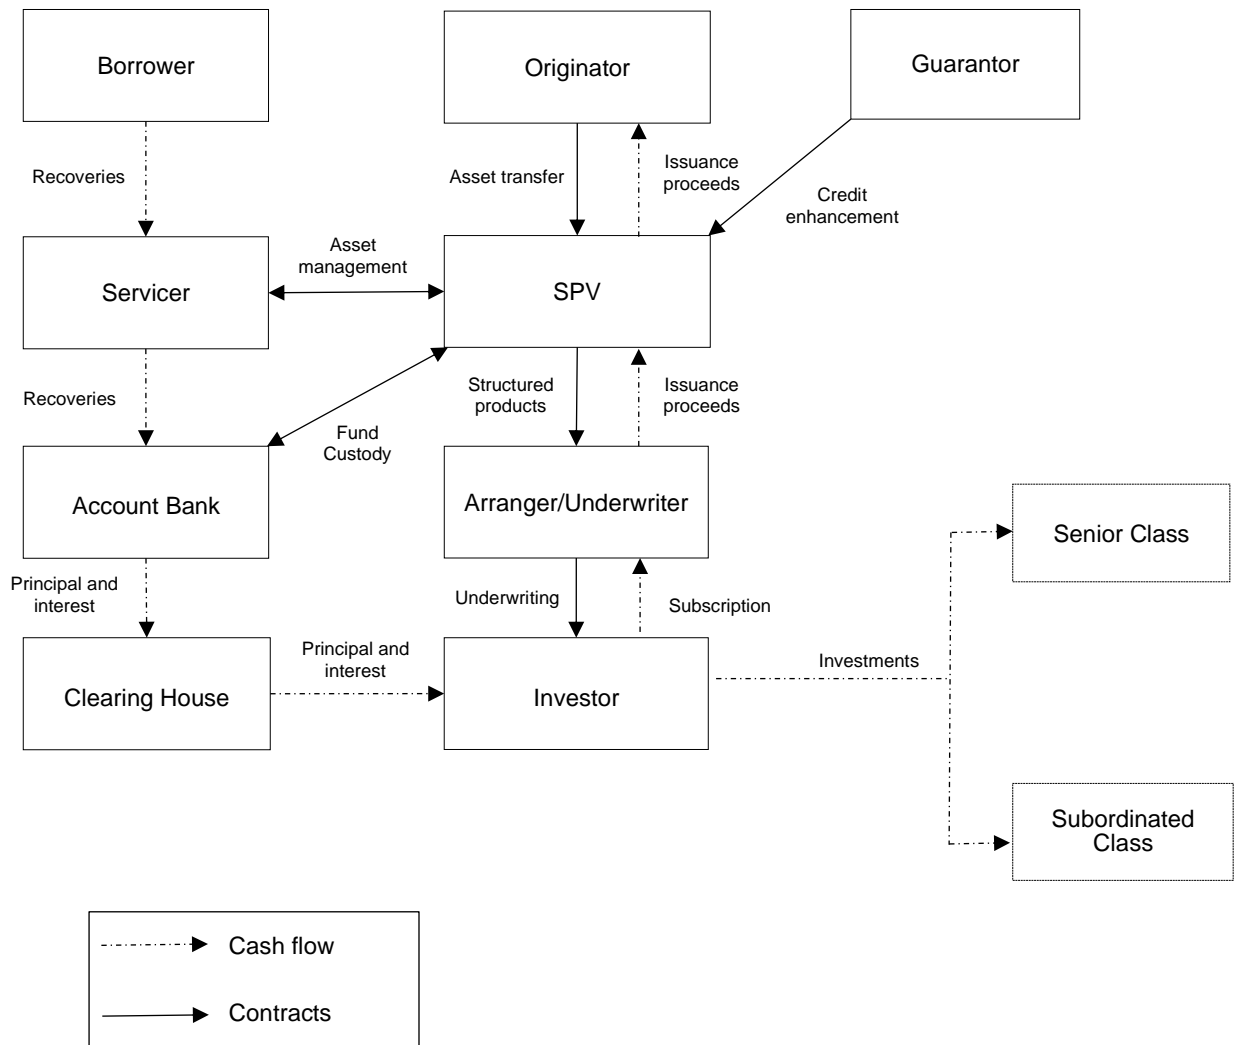 Borrower
Originator
Guarantor
Recoveries
Asset transfer
Issuance
proceeds
Credit
enhancement
Servicer
Asset
management
SPV
Recoveries
Fund
Custody
Structured
products
Issuance
proceeds
Account Bank
Arranger/Underwriter
Senior Class
Principal and
interest
Underwriting
Subscription
Clearing House
Principal and
interest
Investor
Investments
Subordinated
Class
Cash flow
Contracts